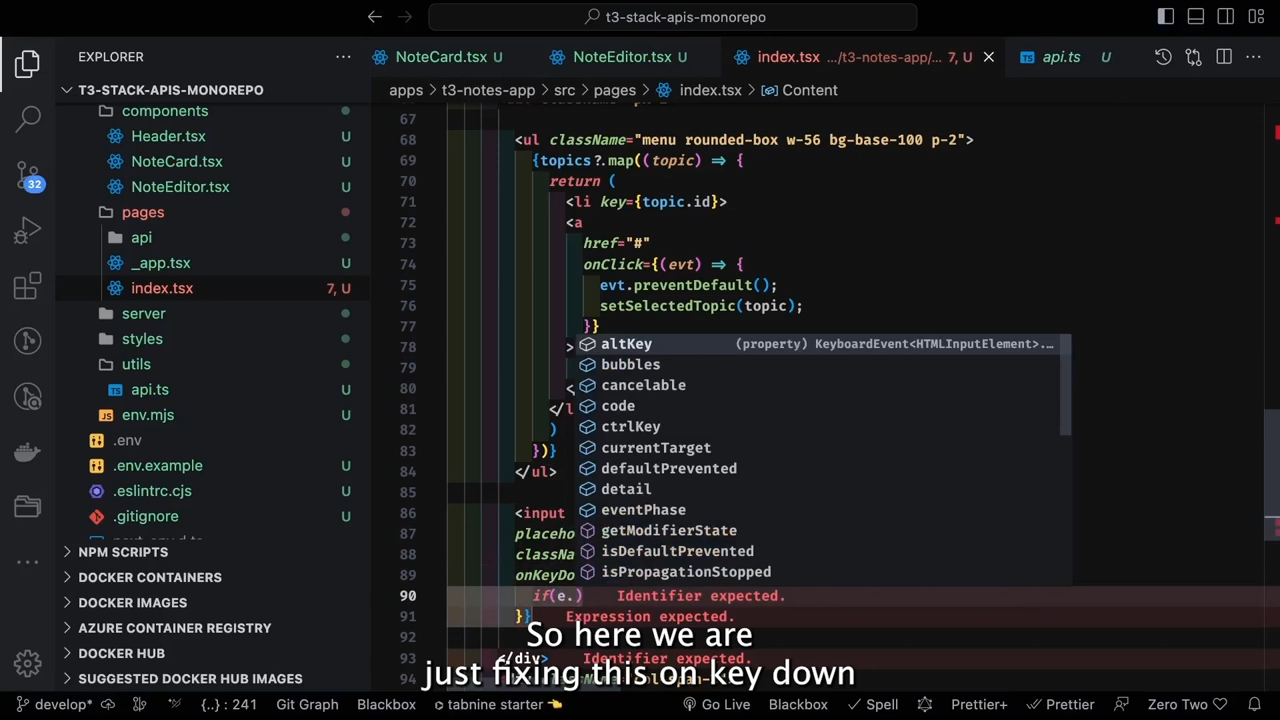 t3-stack-apis-monorepo
EXPLORER
NoteCard.tsx U
NoteEditor.tsx U
index.tsx .../t3-notes-app/... 7, U
api.ts U
T3-STACK-APIS-MONOREPO
apps > t3-notes-app > src > pages > index.tsx > Content
components
Header.tsx U
NoteCard.tsx U
NoteEditor.tsx U
pages
api
_app.tsx U
index.tsx 7, U
server
styles
utils
api.ts U
env.mjs U
.env
.env.example U
.eslintrc.cjs U
.gitignore U
NPM SCRIPTS
DOCKER CONTAINERS
DOCKER IMAGES
AZURE CONTAINER REGISTRY
DOCKER HUB
SUGGESTED DOCKER HUB IMAGES
32
67
68 <ul className="menu rounded-box w-56 bg-base-100 p-2">
69 {topics?.map((topic) => {
70 return (
71 <li key={topic.id}>
72 <a
73 href="#"
74 onClick={(evt) => {
75 evt.preventDefault();
76 setSelectedTopic(topic);
77 }}
78 >
79
80 <
81 </l
82 )
83 })}
84 </ul>
85
86 <input
87 placeho
88 classNa
89 onKeyDo
90 if(e.) Identifier expected.
91 }} Expression expected.
92
93 </div> Identifier expected.
altKey (property) KeyboardEvent<HTMLInputElement>....
bubbles
cancelable
code
ctrlKey
currentTarget
defaultPrevented
detail
eventPhase
getModifierState
isDefaultPrevented
isPropagationStopped
So here we are
just fixing this on key down
develop* {..} : 241 Git Graph Blackbox tabnine starter Go Live Blackbox Spell Prettier+ Prettier Zero Two